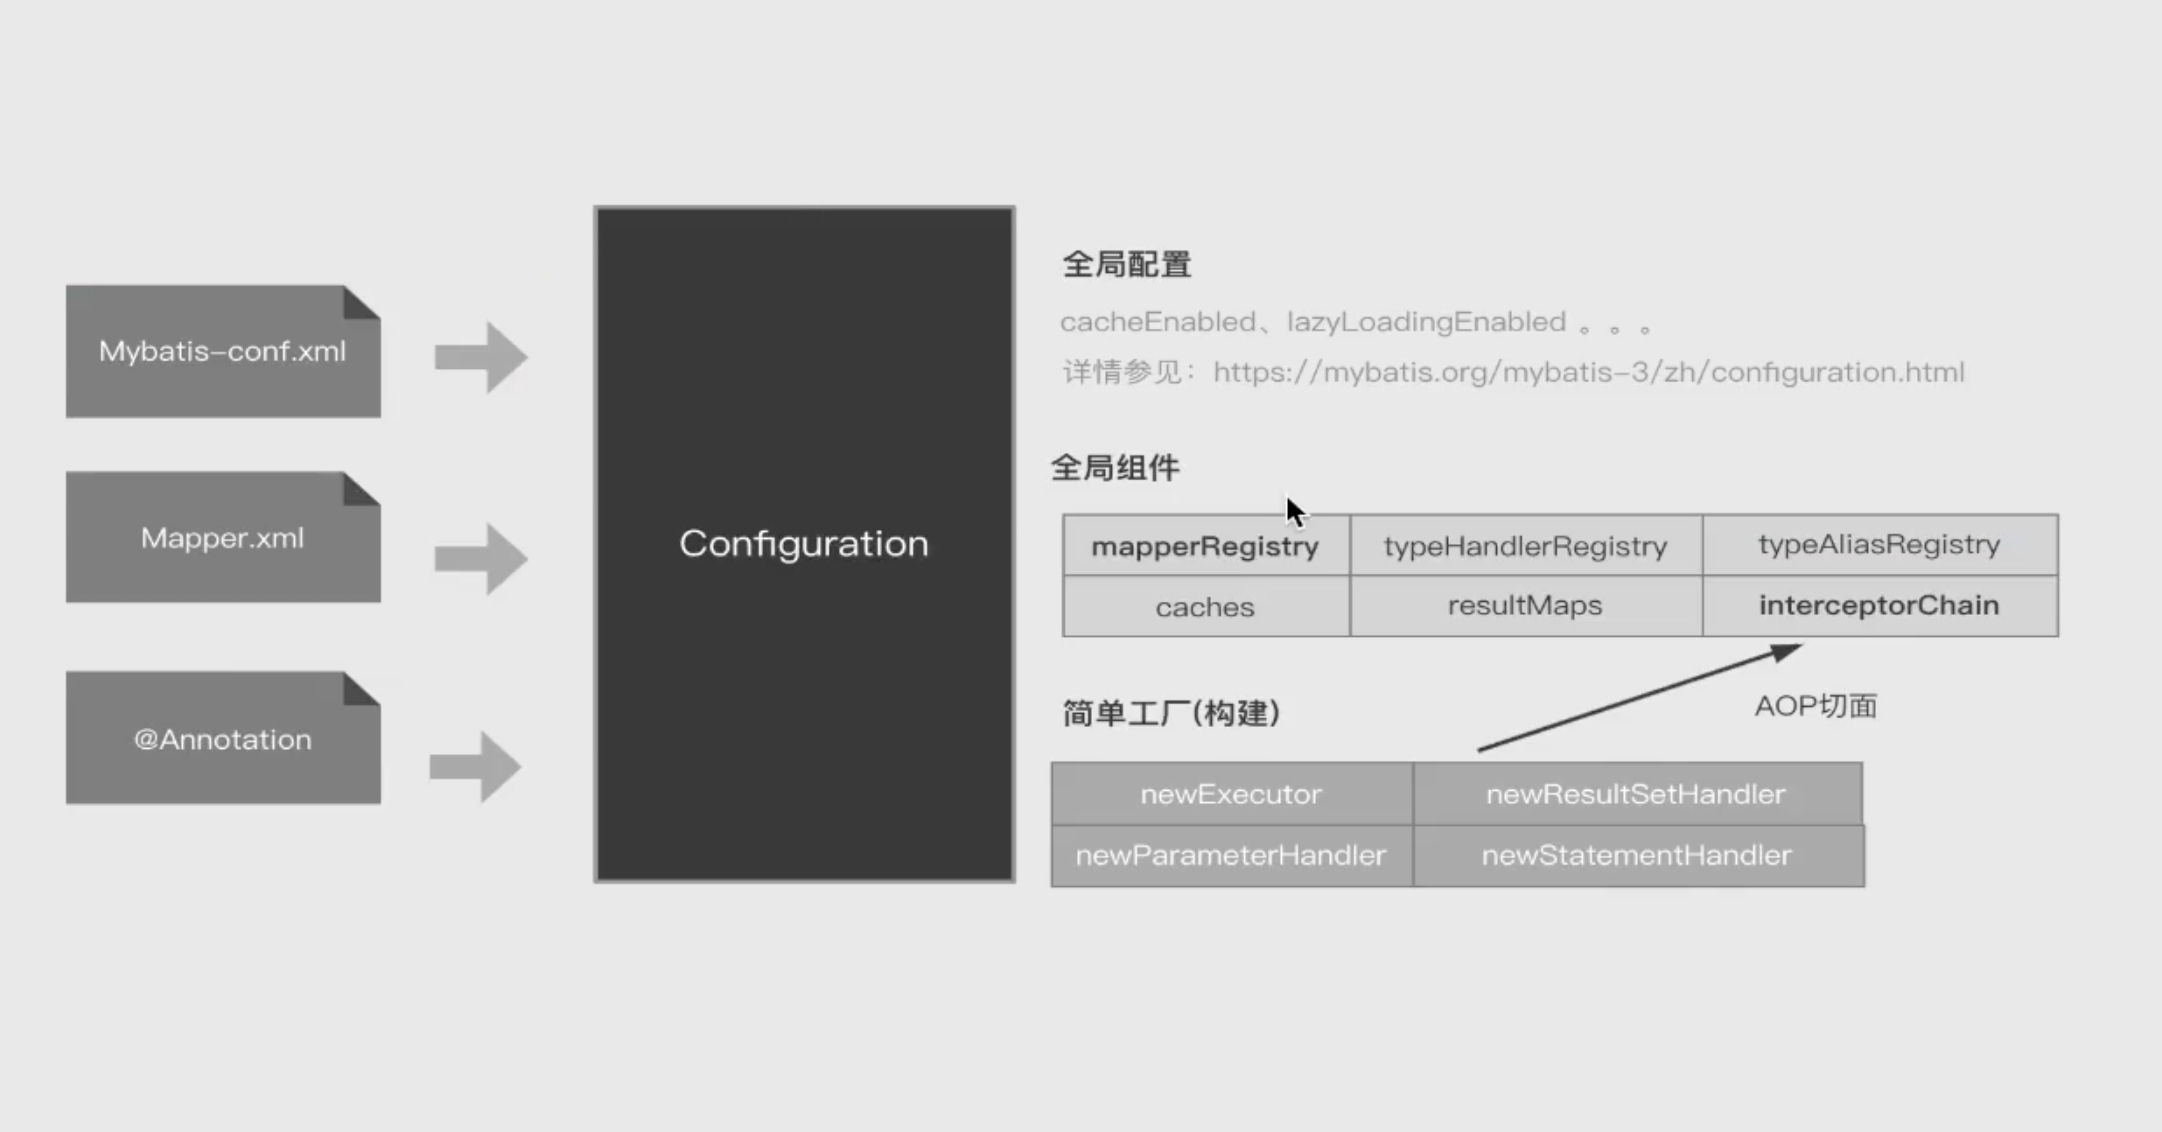 Mybatis-conf.xml
Mapper.xml
@Annotation
Configuration
全局配置
cacheEnabled、lazyLoadingEnabled 。。。
详情参见：https://mybatis.org/mybatis-3/zh/configuration.html
全局组件
mapperRegistry typeHandlerRegistry typeAliasRegistry
caches resultMaps interceptorChain
AOP切面
简单工厂(构建)
newExecutor newResultSetHandler
newParameterHandler newStatementHandler